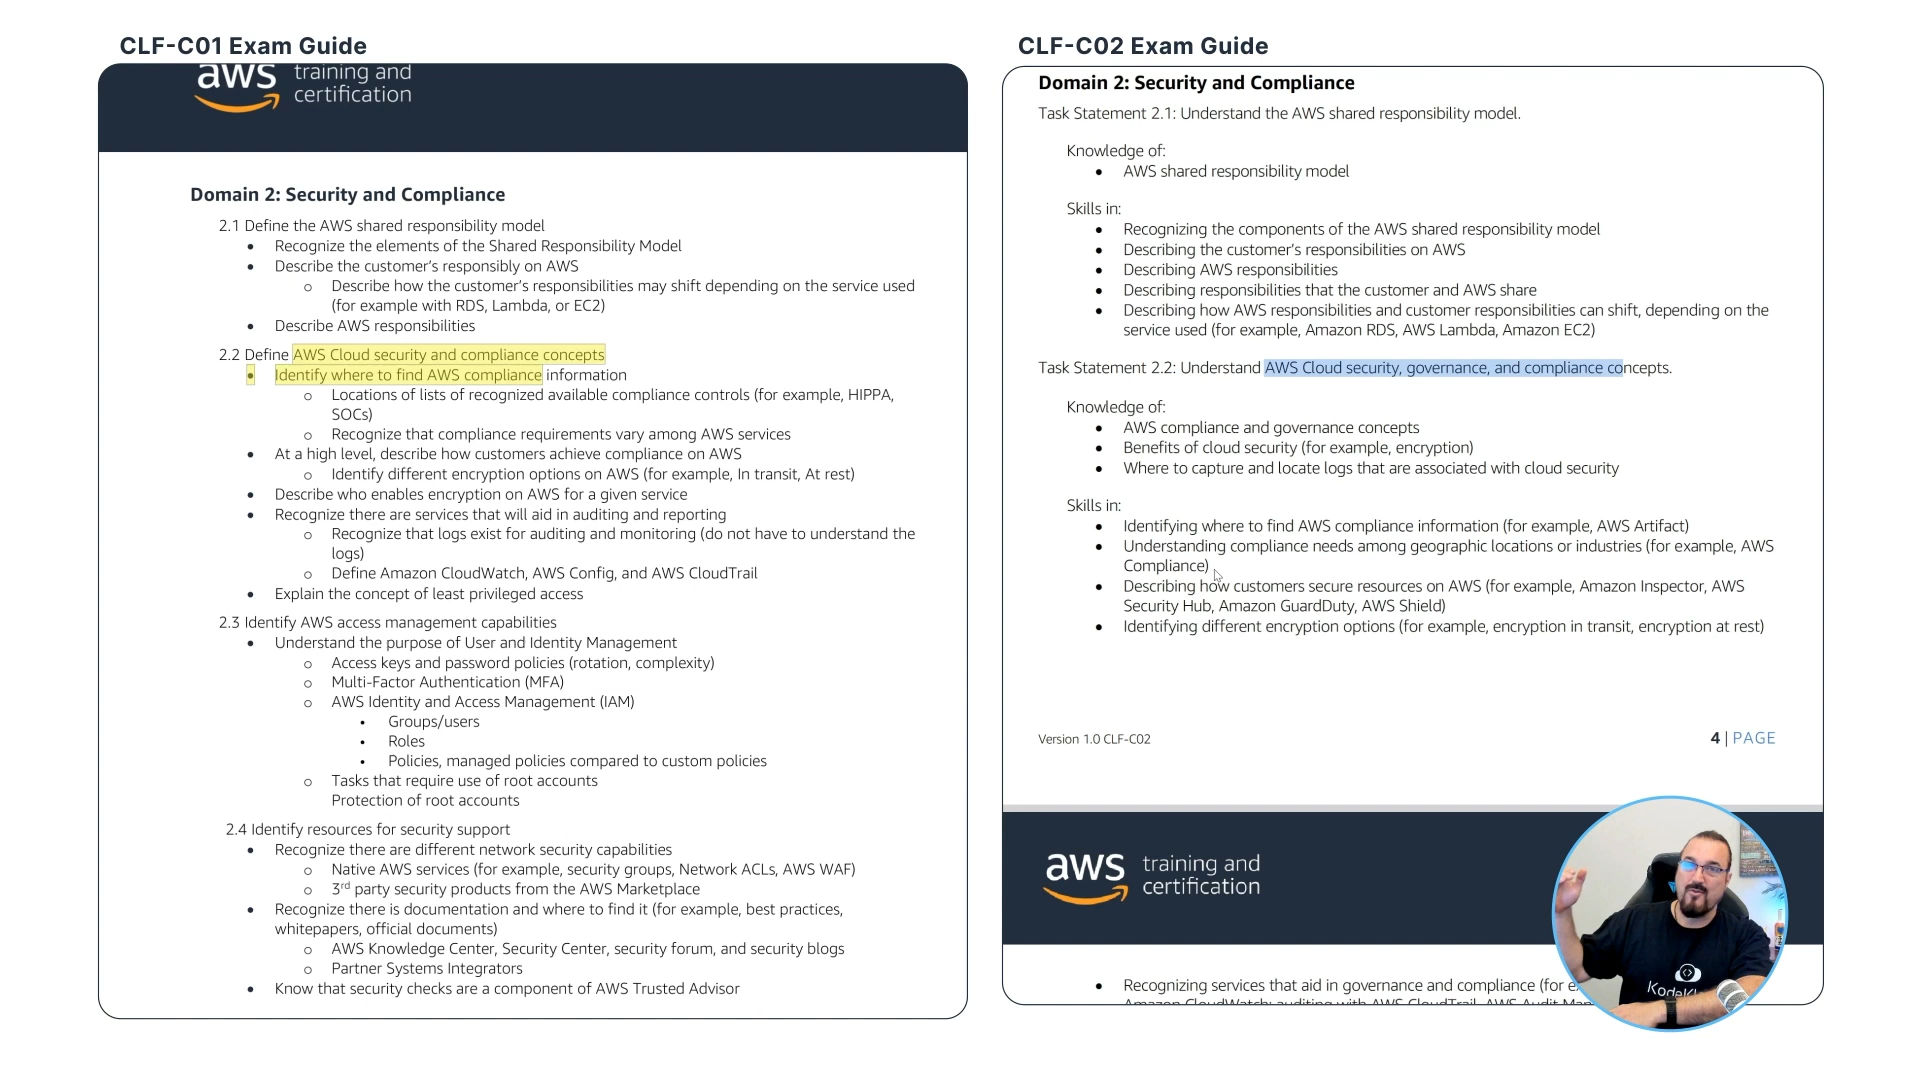 CLF-C01 Exam Guide
aws training and
certification
Domain 2: Security and Compliance
2.1 Define the AWS shared responsibility model
• Recognize the elements of the Shared Responsibility Model
• Describe the customer's responsibly on AWS
o Describe how the customer's responsibilities may shift depending on the service used
(for example with RDS, Lambda, or EC2)
• Describe AWS responsibilities
2.2 Define AWS Cloud security and compliance concepts
• Identify where to find AWS compliance information
o Locations of lists of recognized available compliance controls (for example, HIPPA,
SOCs)
o Recognize that compliance requirements vary among AWS services
• At a high level, describe how customers achieve compliance on AWS
o Identify different encryption options on AWS (for example, In transit, At rest)
• Describe who enables encryption on AWS for a given service
• Recognize there are services that will aid in auditing and reporting
o Recognize that logs exist for auditing and monitoring (do not have to understand the
logs)
o Define Amazon CloudWatch, AWS Config, and AWS CloudTrail
• Explain the concept of least privileged access
2.3 Identify AWS access management capabilities
• Understand the purpose of User and Identity Management
o Access keys and password policies (rotation, complexity)
o Multi-Factor Authentication (MFA)
o AWS Identity and Access Management (IAM)
• Groups/users
• Roles
• Policies, managed policies compared to custom policies
o Tasks that require use of root accounts
Protection of root accounts
2.4 Identify resources for security support
• Recognize there are different network security capabilities
o Native AWS services (for example, security groups, Network ACLs, AWS WAF)
o 3rd party security products from the AWS Marketplace
• Recognize there is documentation and where to find it (for example, best practices,
whitepapers, official documents)
o AWS Knowledge Center, Security Center, security forum, and security blogs
o Partner Systems Integrators
• Know that security checks are a component of AWS Trusted Advisor
CLF-C02 Exam Guide
Domain 2: Security and Compliance
Task Statement 2.1: Understand the AWS shared responsibility model.
Knowledge of:
• AWS shared responsibility model
Skills in:
• Recognizing the components of the AWS shared responsibility model
• Describing the customer's responsibilities on AWS
• Describing AWS responsibilities
• Describing responsibilities that the customer and AWS share
• Describing how AWS responsibilities and customer responsibilities can shift, depending on the
service used (for example, Amazon RDS, AWS Lambda, Amazon EC2)
Task Statement 2.2: Understand AWS Cloud security, governance, and compliance concepts.
Knowledge of:
• AWS compliance and governance concepts
• Benefits of cloud security (for example, encryption)
• Where to capture and locate logs that are associated with cloud security
Skills in:
• Identifying where to find AWS compliance information (for example, AWS Artifact)
• Understanding compliance needs among geographic locations or industries (for example, AWS
Compliance)
• Describing how customers secure resources on AWS (for example, Amazon Inspector, AWS
Security Hub, Amazon GuardDuty, AWS Shield)
• Identifying different encryption options (for example, encryption in transit, encryption at rest)
Version 1.0 CLF-C02 4 | PAGE
aws training and
certification
• Recognizing services that aid in governance and compliance (for
Amazon CloudWatch; auditing with AWS CloudTrail, AWS Audit